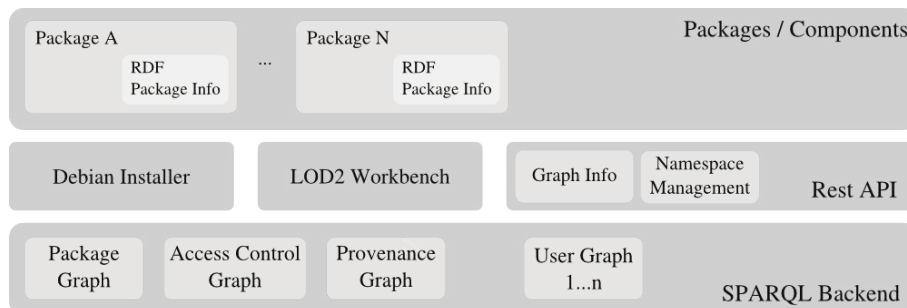 Packages / Components
Package A
RDF
Package Info
...
Package N
RDF
Package Info
Debian Installer
LOD2 Workbench
Graph Info
Namespace
Management
Rest API
Package
Graph
Access Control
Graph
Provenance
Graph
User Graph
1...n
SPARQL Backend